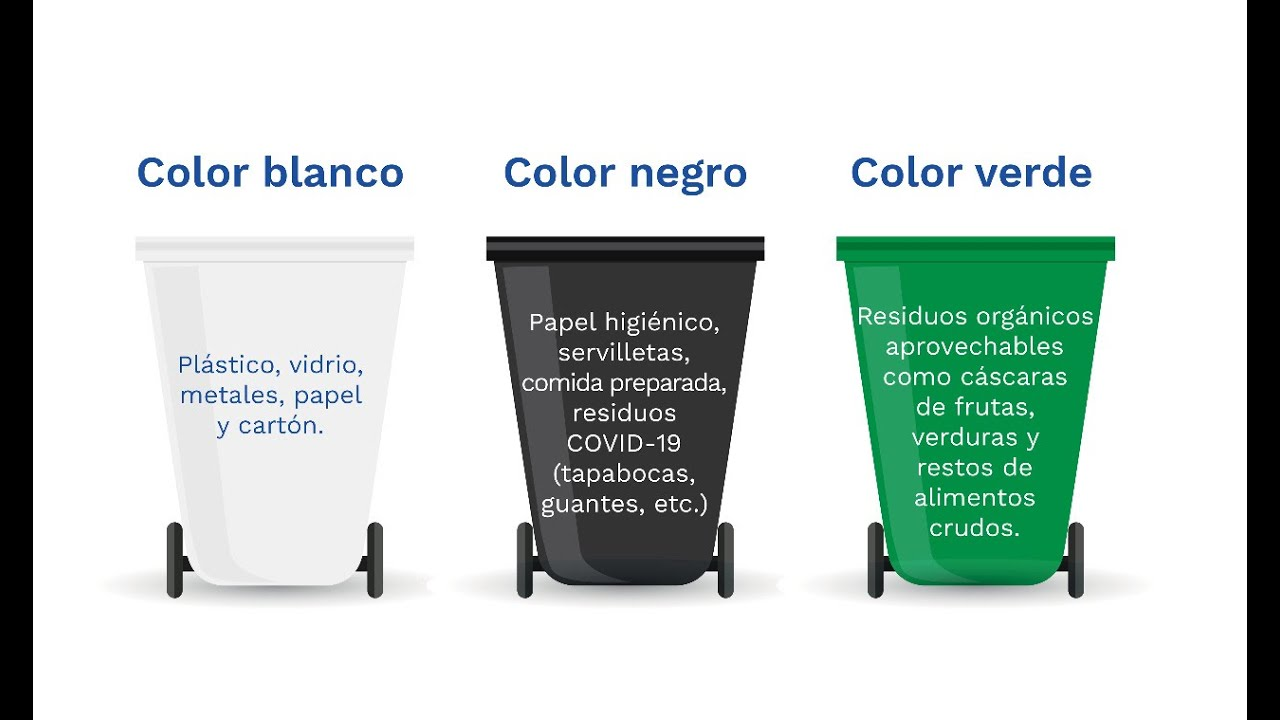 Color blanco
Color negro
Color verde
Plástico, vidrio,
metales, papel
y cartón.
Papel higiénico,
servilletas,
comida preparada,
residuos
COVID-19
(tapabocas,
guantes, etc.)
Residuos orgánicos
aprovechables
como cáscaras
de frutas,
verduras y
restos de
alimentos
crudos.